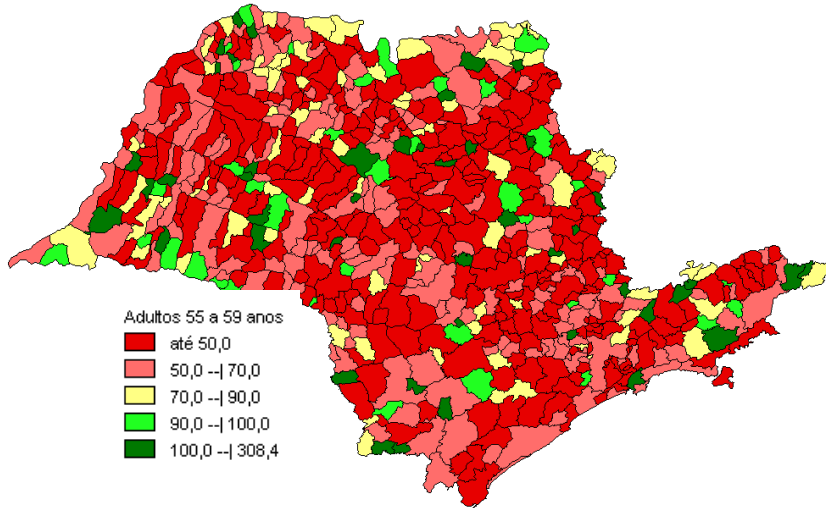 Adultos 55 a 59 anos
até 50,0
50,0 --| 70,0
70,0 --| 90,0
90,0 --| 100,0
100,0 --| 308,4